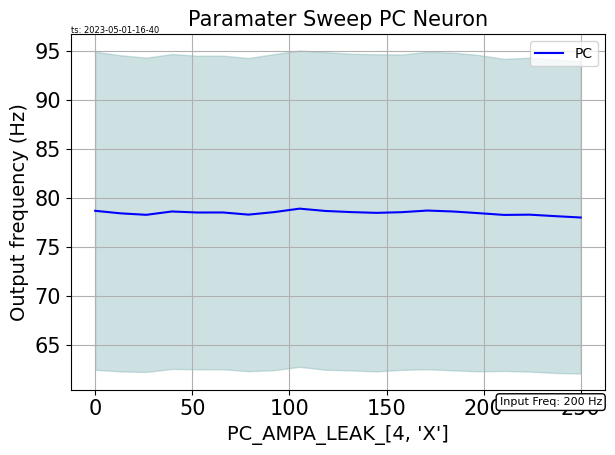 Paramater Sweep PC Neuron
ts: 2023-05-01-16-40
PC
Output frequency (Hz)
95
90
85
80
75
70
65
0 50 100 150 200 250
Input Freq: 200 Hz
PC_AMPA_LEAK_[4, 'X']